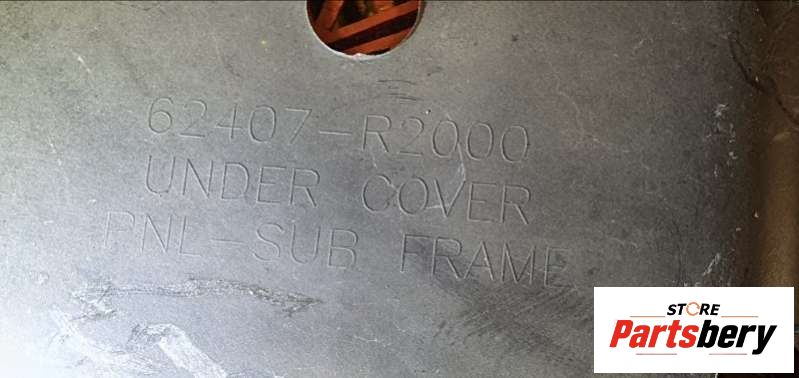 62407-R2000
UNDER COVER
PNL-SUB FRAME
STORE
Partsbery